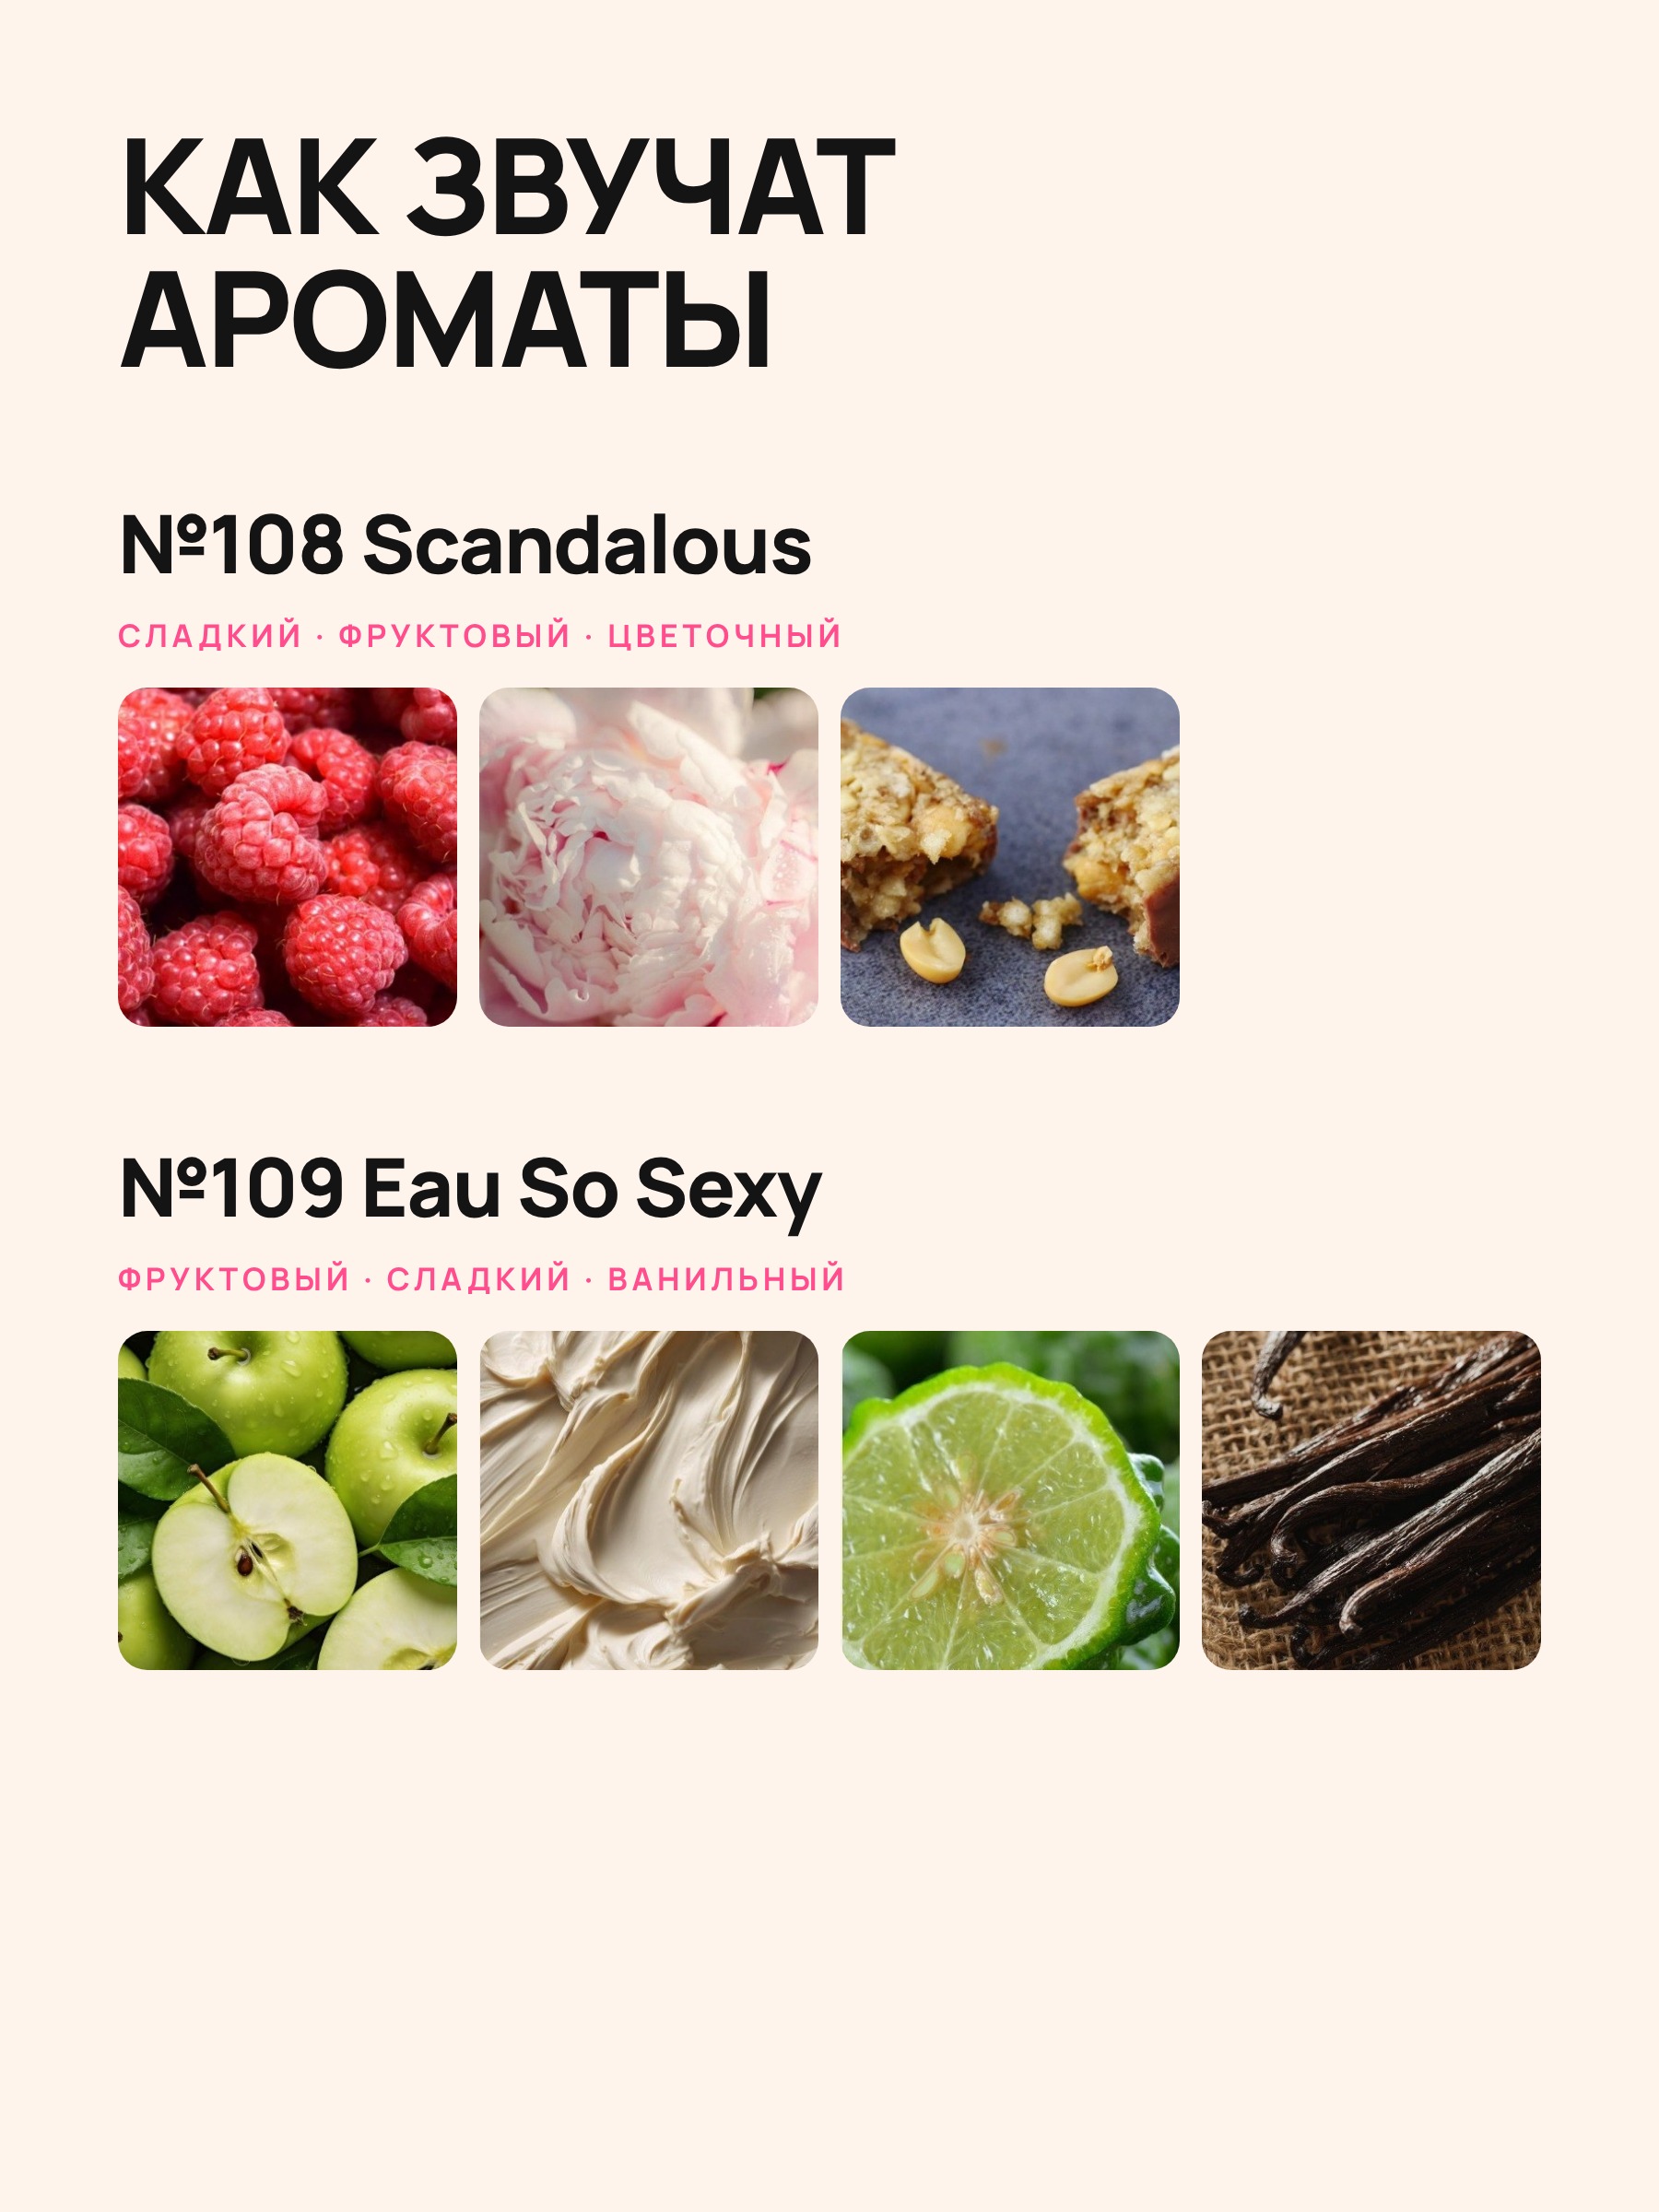 КАК ЗВУЧАТ
АРОМАТЫ
№108 Scandalous
СЛАДКИЙ · ФРУКТОВЫЙ · ЦВЕТОЧНЫЙ
№109 Eau So Sexy
ФРУКТОВЫЙ · СЛАДКИЙ · ВАНИЛЬНЫЙ